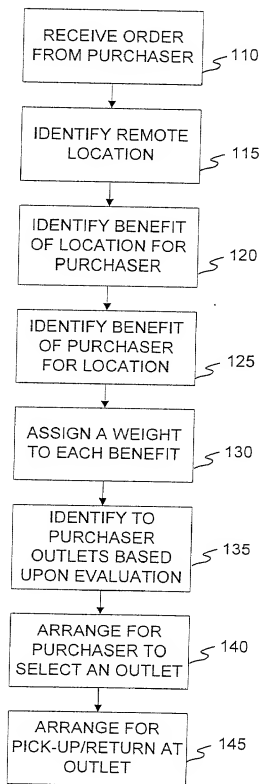 RECEIVE ORDER
FROM PURCHASER
110
IDENTIFY REMOTE
LOCATION
115
IDENTIFY BENEFIT
OF LOCATION FOR
PURCHASER
120
IDENTIFY BENEFIT
OF PURCHASER
FOR LOCATION
125
ASSIGN A WEIGHT
TO EACH BENEFIT
130
IDENTIFY TO
PURCHASER
OUTLETS BASED
UPON EVALUATION
135
ARRANGE FOR
PURCHASER TO
SELECT AN OUTLET
140
ARRANGE FOR
PICK-UP/RETURN AT
OUTLET
145